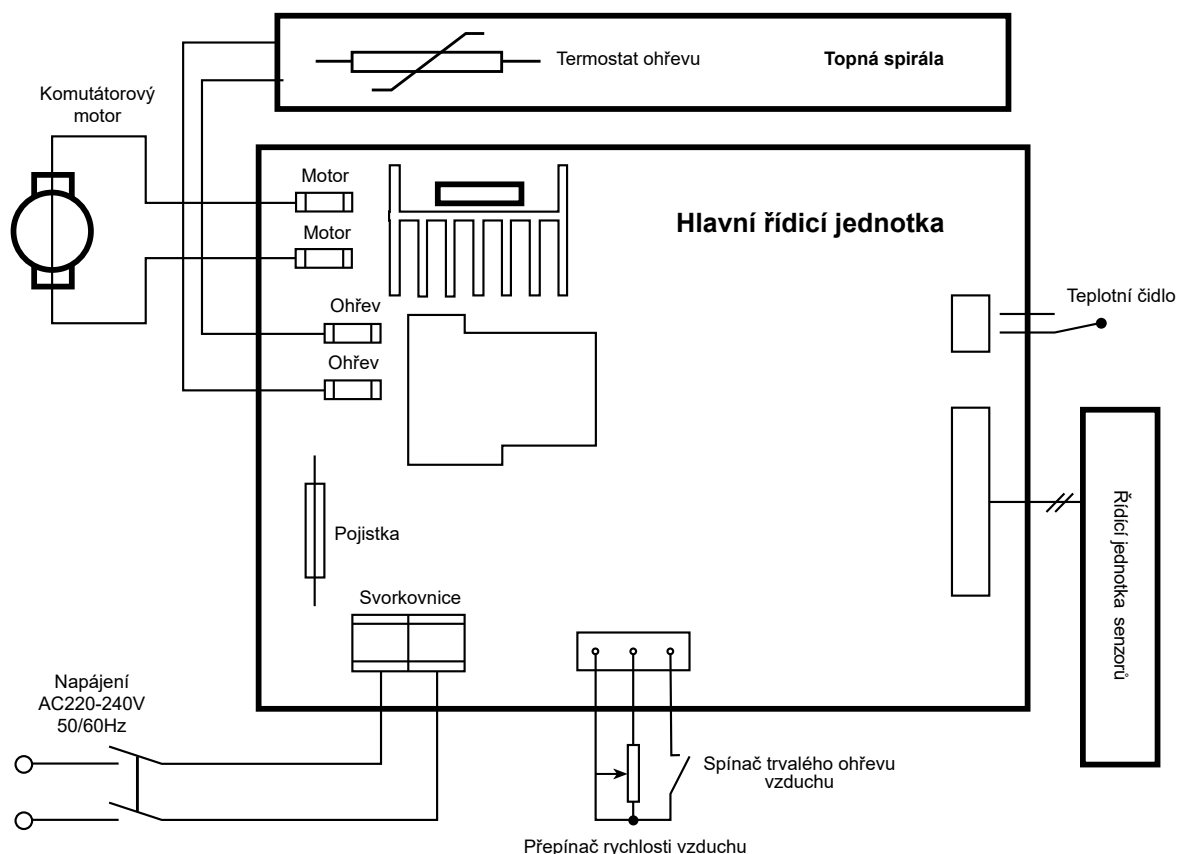 Termostat ohřevu
Topná spirála
Komutátorový
motor
Motor
Motor
Hlavní řídicí jednotka
Teplotní čidlo
Ohřev
Ohřev
Řídící jednotka senzorů
Pojistka
Svorkovnice
Napájení
AC220-240V
50/60Hz
Spínač trvalého ohřevu
vzduchu
Přepínač rychlosti vzduchu